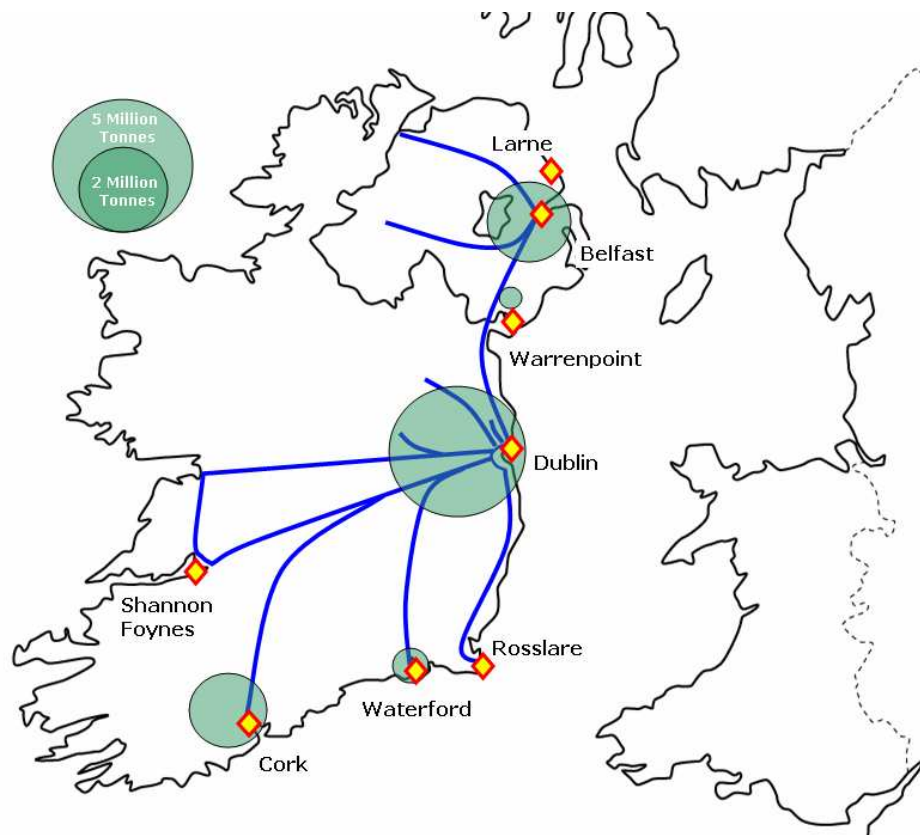 5 Million
Tonnes
2 Million
Tonnes
Larne
Belfast
Warrenpoint
Dublin
Shannon
Foynes
Rosslare
Waterford
Cork